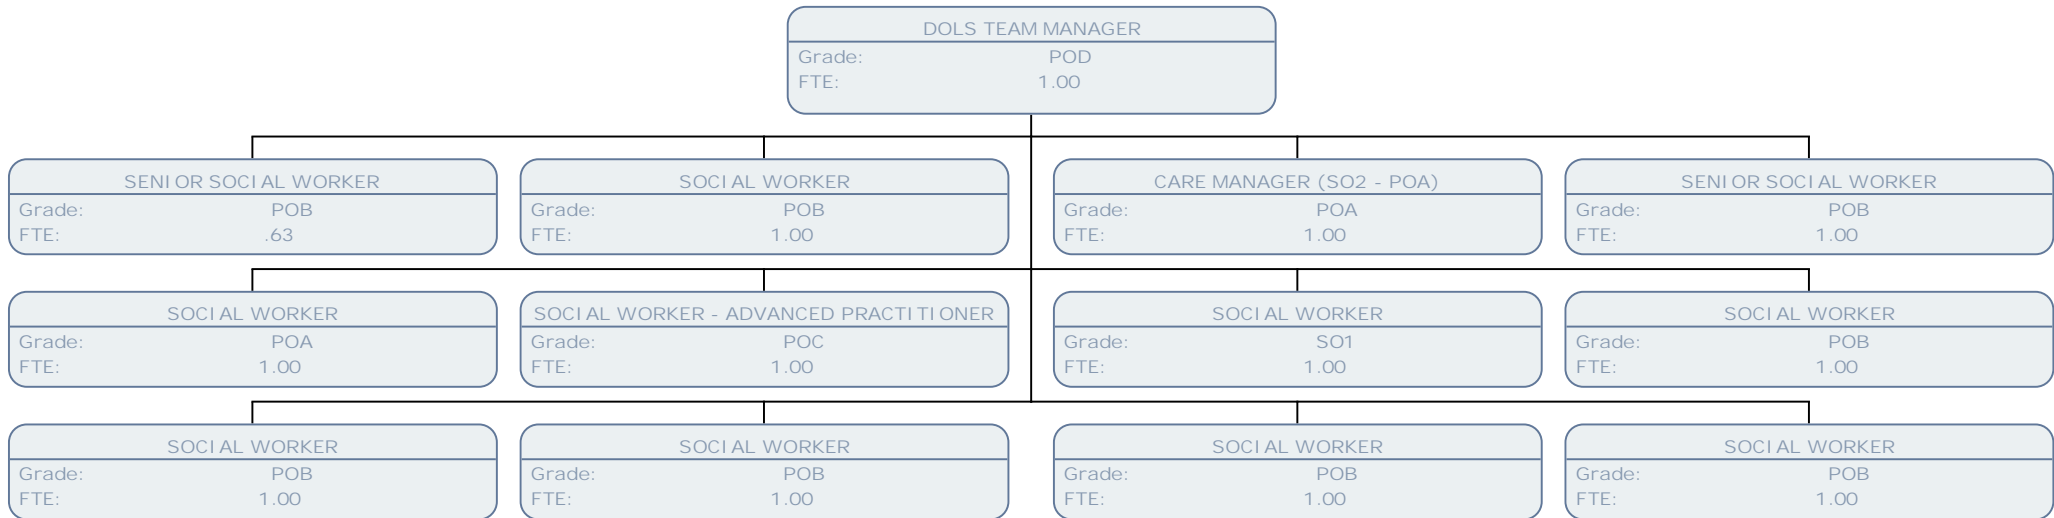 DOLS TEAM MANAGER
Grade: POD
FTE: 1.00
SENIOR SOCIAL WORKER
Grade: POB
FTE: .63
SOCIAL WORKER
Grade: POB
FTE: 1.00
CARE MANAGER (SO2 - POA)
Grade: POA
FTE: 1.00
SENIOR SOCIAL WORKER
Grade: POB
FTE: 1.00
SOCIAL WORKER
Grade: POA
FTE: 1.00
SOCIAL WORKER - ADVANCED PRACTITIONER
Grade: POC
FTE: 1.00
SOCIAL WORKER
Grade: SO1
FTE: 1.00
SOCIAL WORKER
Grade: POB
FTE: 1.00
SOCIAL WORKER
Grade: POB
FTE: 1.00
SOCIAL WORKER
Grade: POB
FTE: 1.00
SOCIAL WORKER
Grade: POB
FTE: 1.00
SOCIAL WORKER
Grade: POB
FTE: 1.00